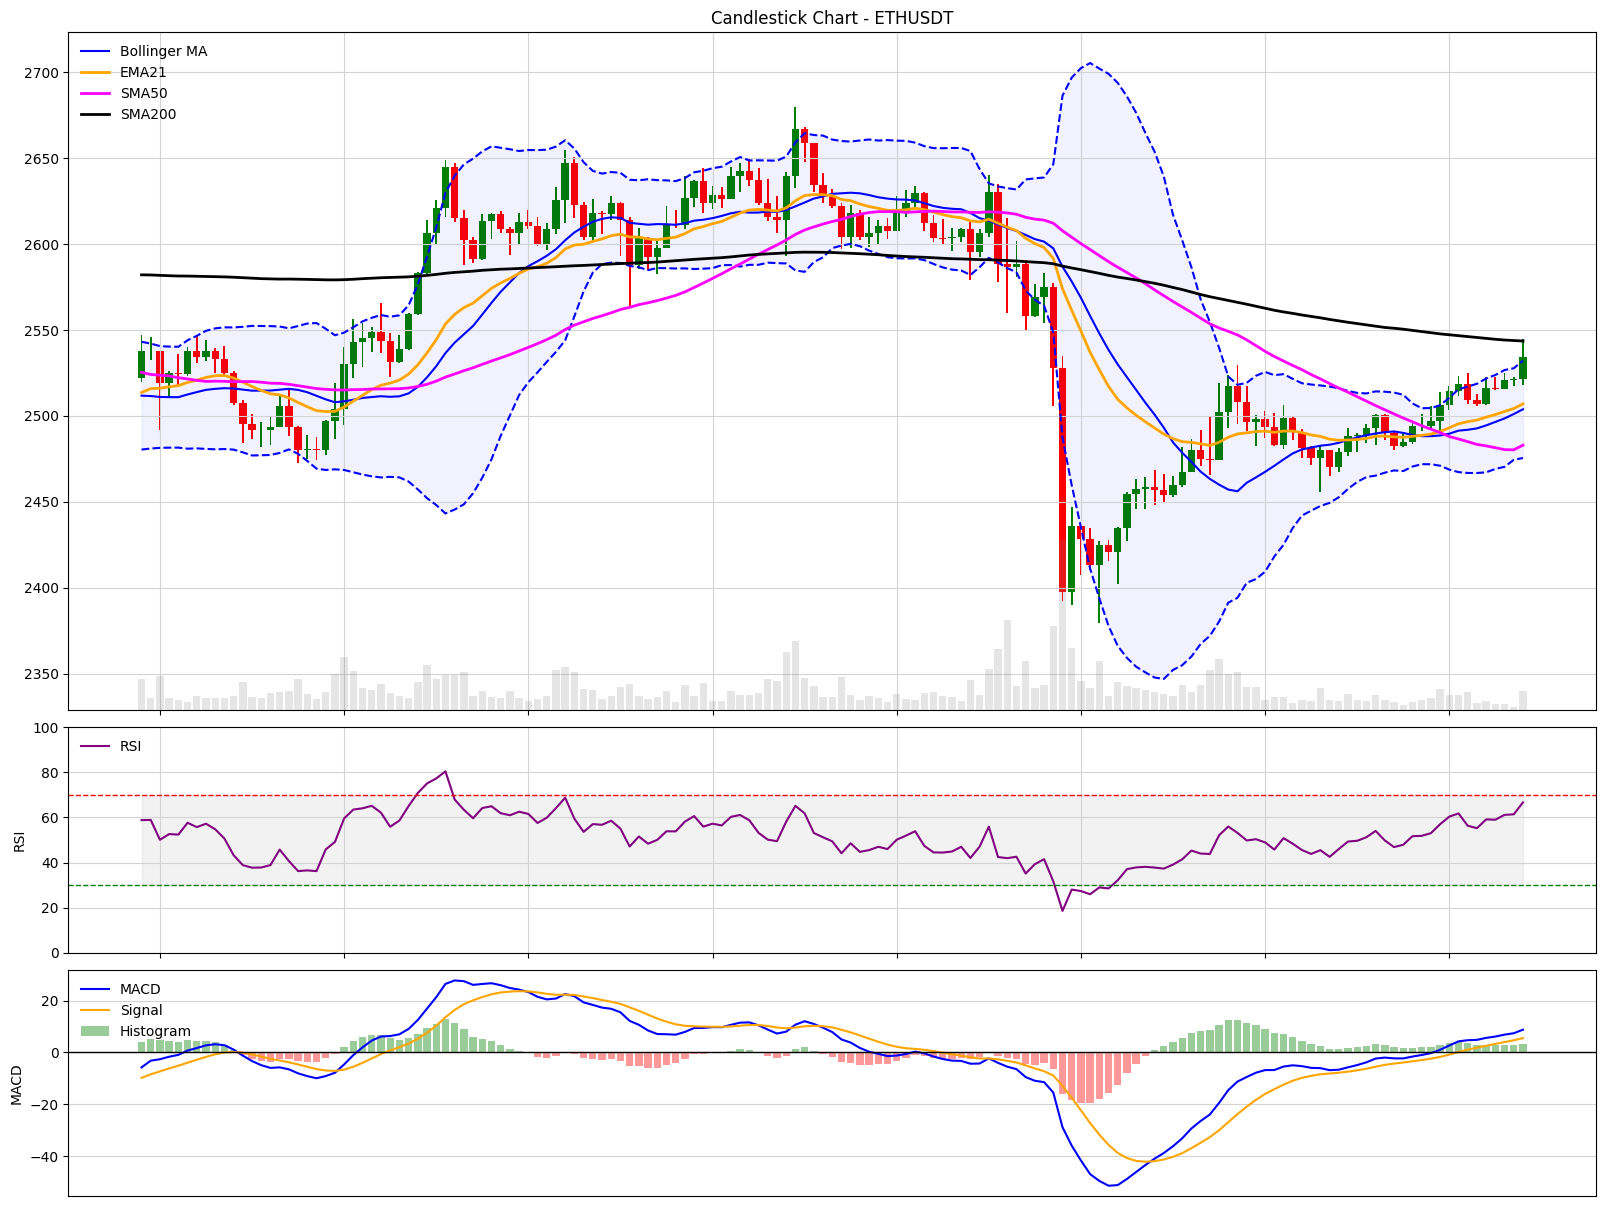 Candlestick Chart - ETHUSDT
Bollinger MA
EMA21
SMA50
SMA200
2700
2650
2600
2550
2500
2450
2400
2350
RSI
100
80
60
40
20
0
RSI
MACD
Signal
Histogram
20
0
−20
−40
MACD